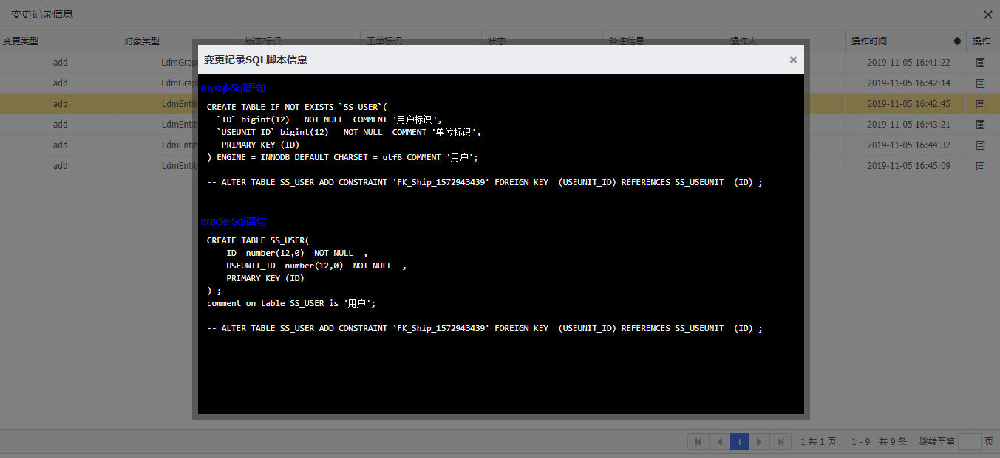 变更记录信息
变更类型 对象类型 版本标识 工单标识 状态 备注信息 操作人 操作时间 操作
add LdmGrap 2019-11-05 16:41:22
add LdmGrap 2019-11-05 16:42:14
add LdmEntity 2019-11-05 16:42:45
add LdmEntity 2019-11-05 16:43:21
add LdmEntity 2019-11-05 16:44:32
add LdmEntity 2019-11-05 16:45:09
变更记录SQL脚本信息
mysql-Sql语句
CREATE TABLE IF NOT EXISTS `SS_USER`(
`ID` bigint(12) NOT NULL COMMENT '用户标识',
`USEUNIT_ID` bigint(12) NOT NULL COMMENT '单位标识',
PRIMARY KEY (ID)
) ENGINE = INNODB DEFAULT CHARSET = utf8 COMMENT '用户';
-- ALTER TABLE SS_USER ADD CONSTRAINT 'FK_Ship_1572943439' FOREIGN KEY (USEUNIT_ID) REFERENCES SS_USEUNIT (ID) ;
oracle-Sql语句
CREATE TABLE SS_USER(
ID number(12,0) NOT NULL ,
USEUNIT_ID number(12,0) NOT NULL ,
PRIMARY KEY (ID)
) ;
comment on table SS_USER is '用户';
-- ALTER TABLE SS_USER ADD CONSTRAINT 'FK_Ship_1572943439' FOREIGN KEY (USEUNIT_ID) REFERENCES SS_USEUNIT (ID) ;
1 1 共 1 页 1 - 9 共 9 条 跳转至第 页